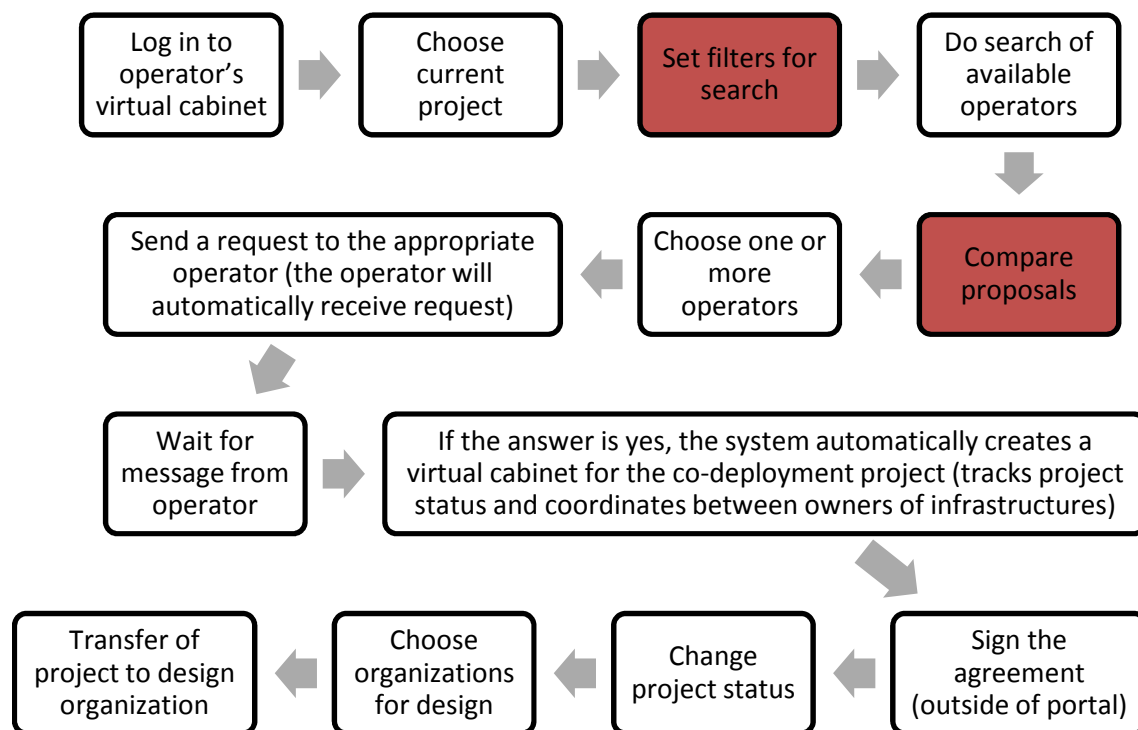 Log in to
operator’s
virtual cabinet
Choose
current
project
Set filters for
search
Do search of
available
operators
Compare
proposals
Choose one or
more
operators
Send a request to the appropriate
operator (the operator will
automatically receive request)
Wait for
message from
operator
If the answer is yes, the system automatically creates a
virtual cabinet for the co-deployment project (tracks project
status and coordinates between owners of infrastructures)
Sign the
agreement
(outside of portal)
Change
project status
Choose
organizations
for design
Transfer of
project to design
organization